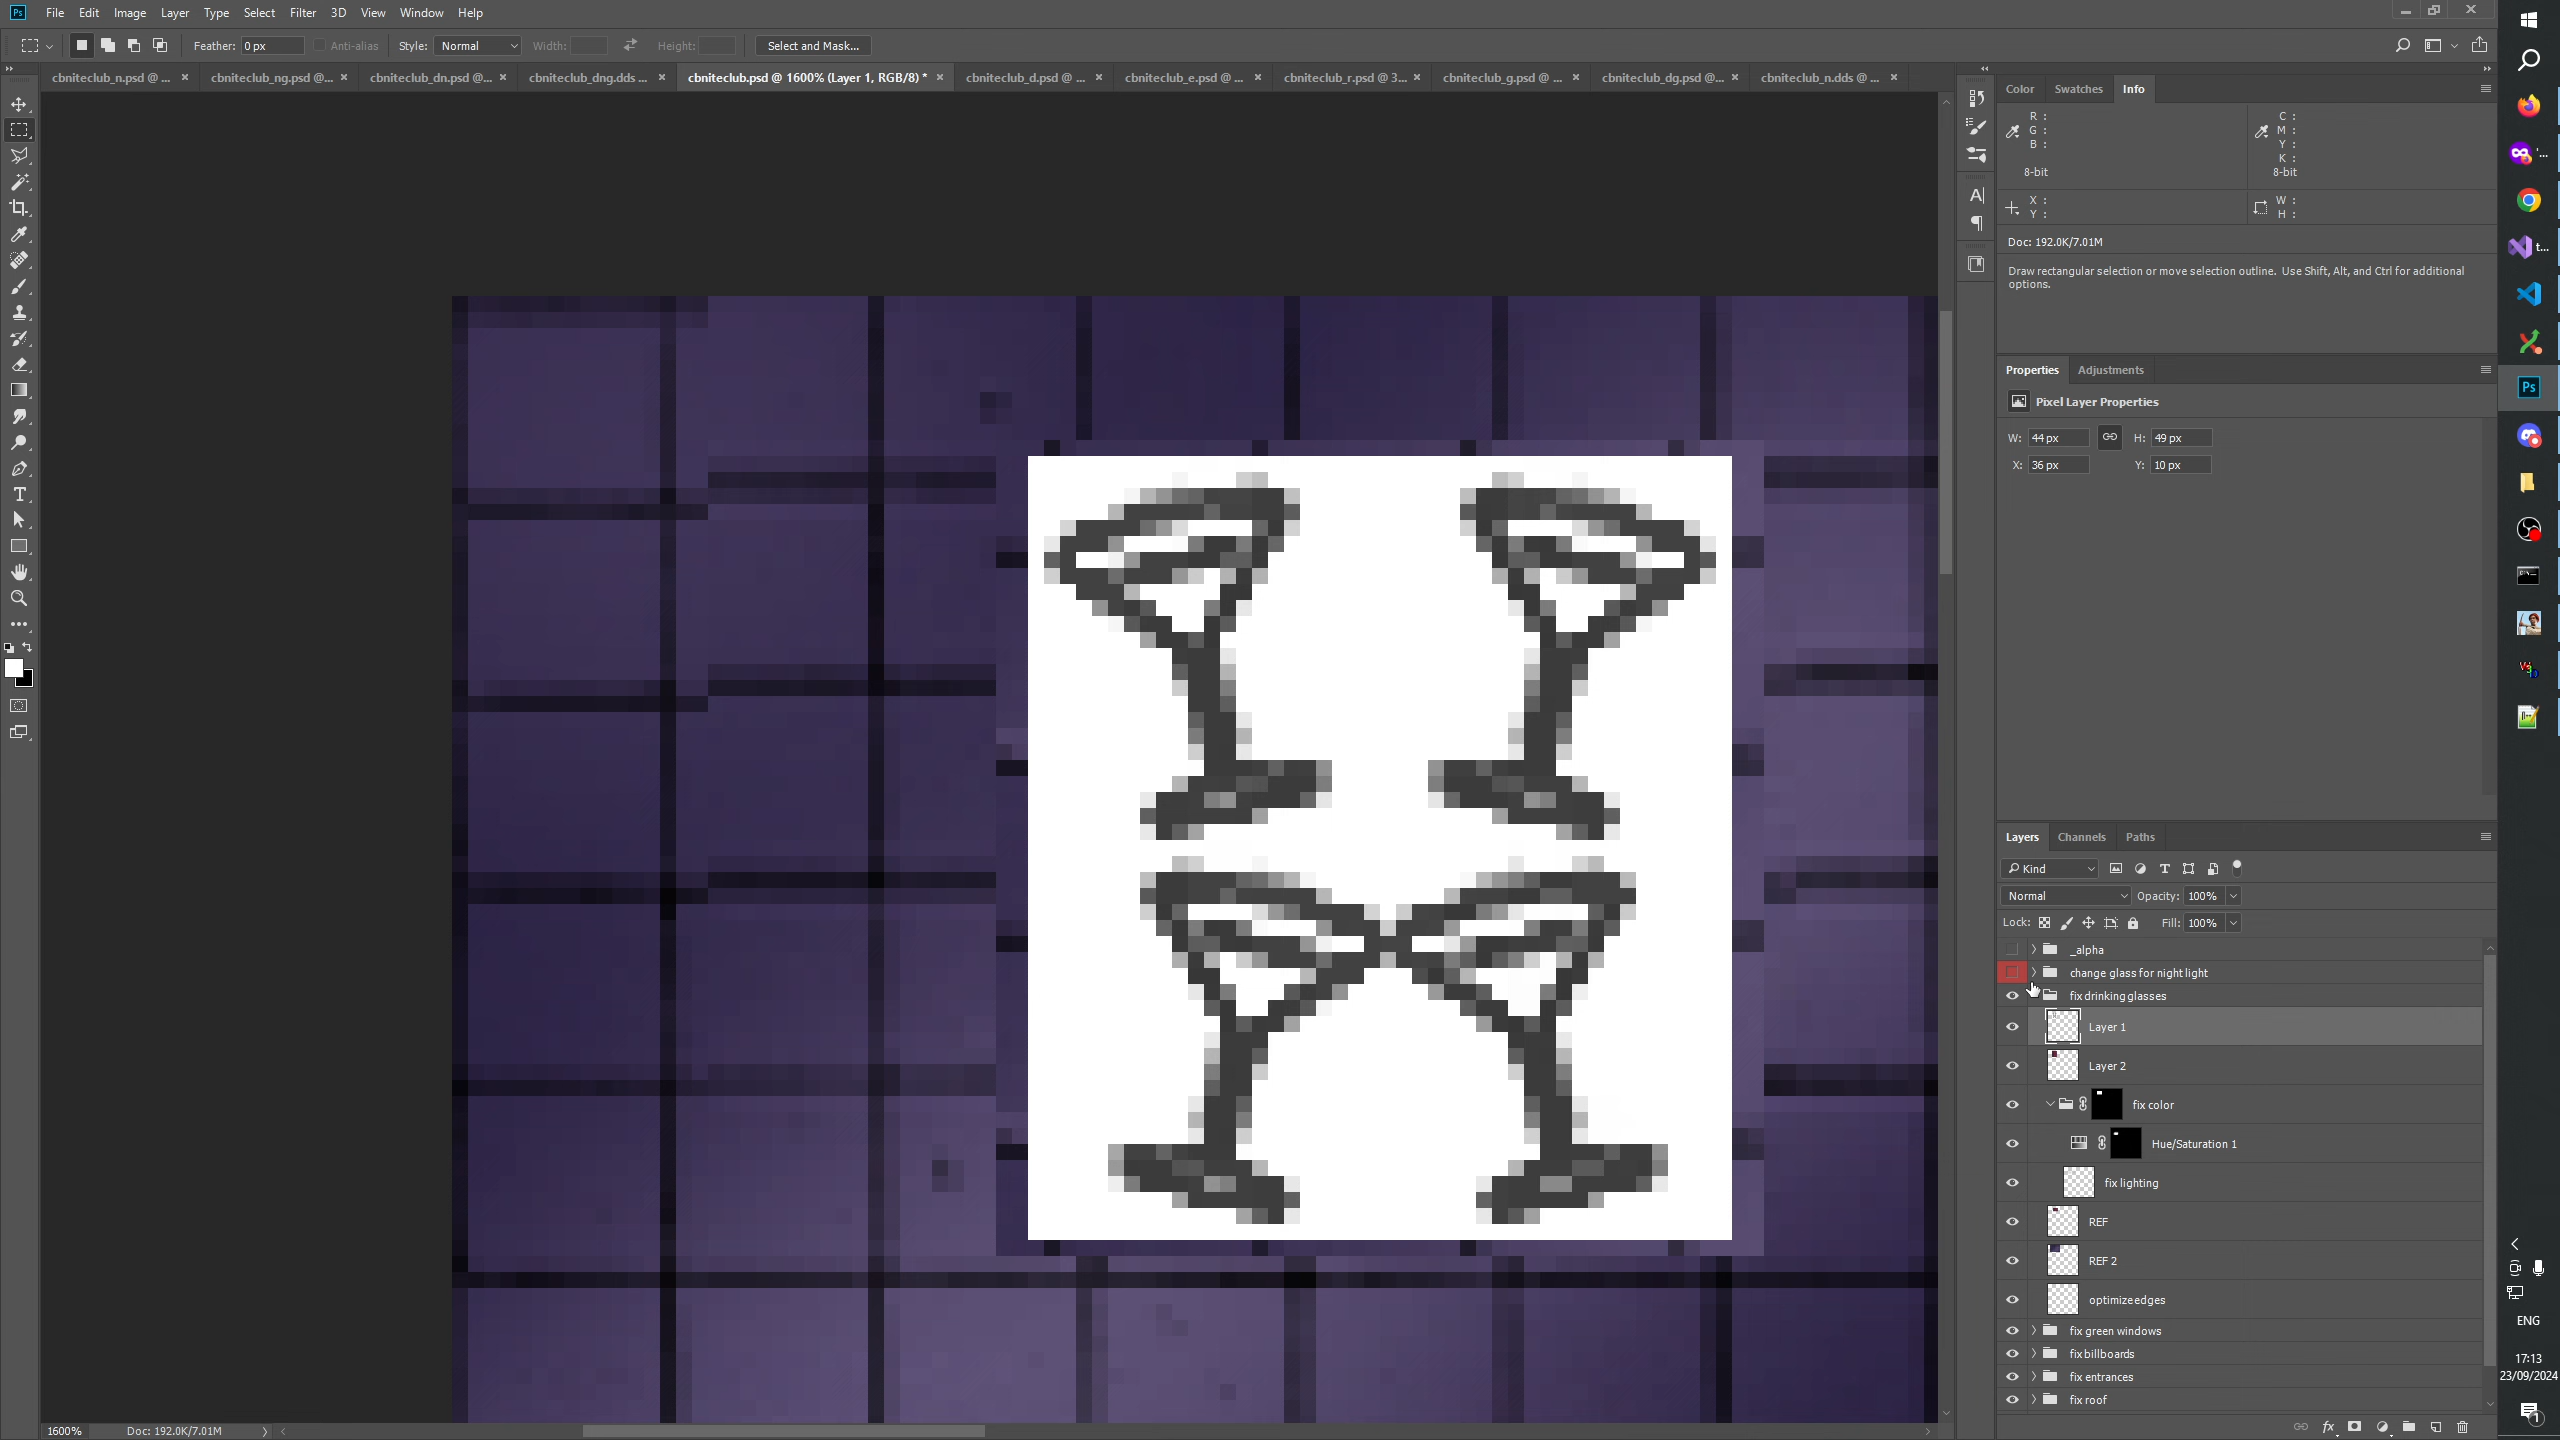 Ps File Edit Image Layer Type Select Filter 3D View Window Help
Feather: 0 px Anti-alias Style: Normal Width: Height: Select and Mask...
cbniteclub_n.psd @ ... × cbniteclub_ng.psd @... × cbniteclub_dn.psd @... × cbniteclub_dng.dds ... × cbniteclub.psd @ 1600% (Layer 1, RGB/8) * × cbniteclub_d.psd @ ... × cbniteclub_e.psd @ ... × cbniteclub_r.psd @ 3... × cbniteclub_g.psd @ ... × cbniteclub_dg.psd @... × cbniteclub_n.dds @ ... ×
Color Swatches Info
R : C :
G : M :
B : Y :
K :
8-bit 8-bit
X : W :
Y : H :
Doc: 192.0K/7.01M
Draw rectangular selection or move selection outline. Use Shift, Alt, and Ctrl for additional
options.
Properties Adjustments
Pixel Layer Properties
W: 44 px H: 49 px
X: 36 px Y: 10 px
Layers Channels Paths
Kind
Normal Opacity: 100%
Lock: Fill: 100%
_alpha
change glass for night light
fix drinking glasses
Layer 1
Layer 2
fix color
Hue/Saturation 1
fix lighting
REF
REF 2
optimize edges
fix green windows
fix billboards
fix entrances
fix roof
1600% Doc: 192.0K/7.01M
'...
t...
Ps
ENG
17:13
23/09/2024
1